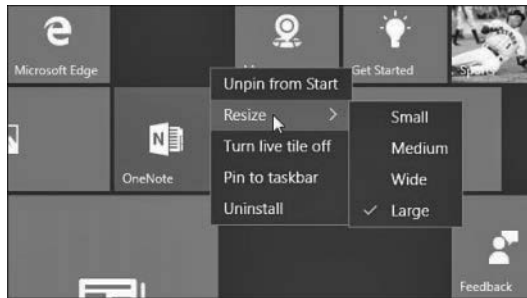 Microsoft Edge
Get Started
Sports
Unpin from Start
Resize
Turn live tile off
Pin to taskbar
Uninstall
Small
Medium
Wide
Large
OneNote
N
Feedback